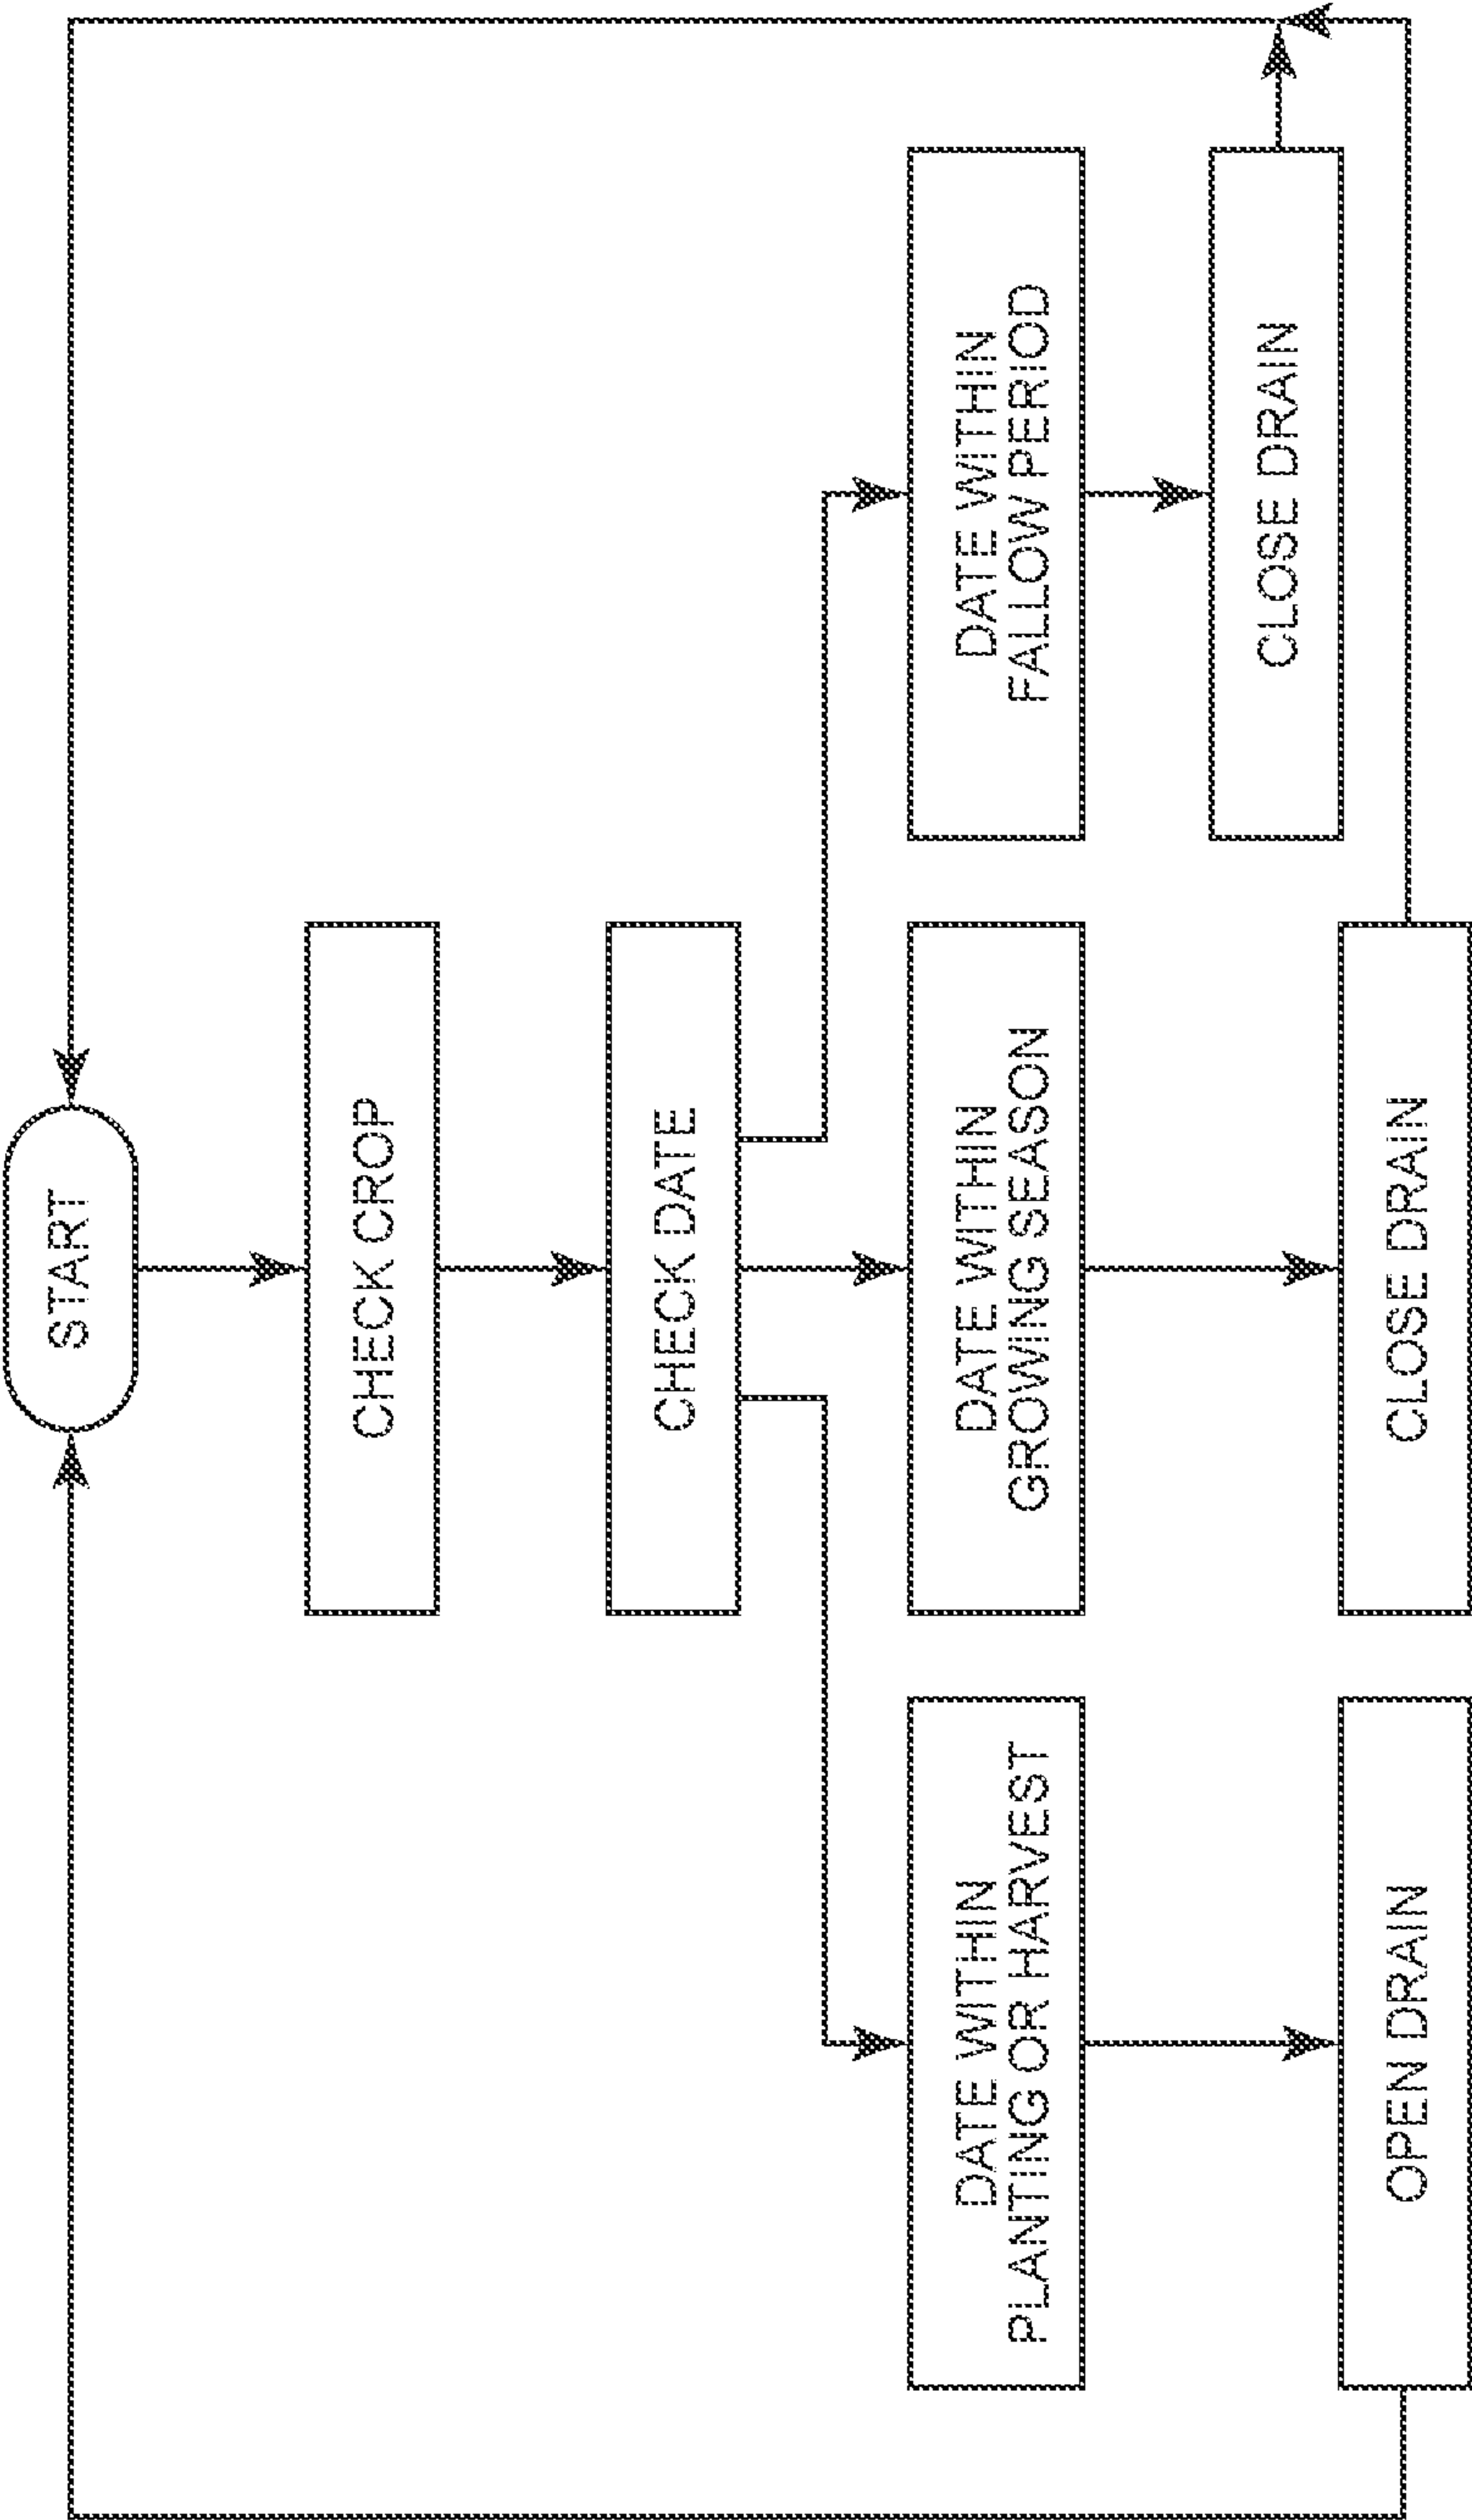 START
CHECK CROP
CHECK DATE
DATE WITHIN
PLANTING OR HARVEST
DATE WITHIN
GROWING SEASON
DATE WITHIN
FALLOW PERIOD
OPEN DRAIN
CLOSE DRAIN
CLOSE DRAIN